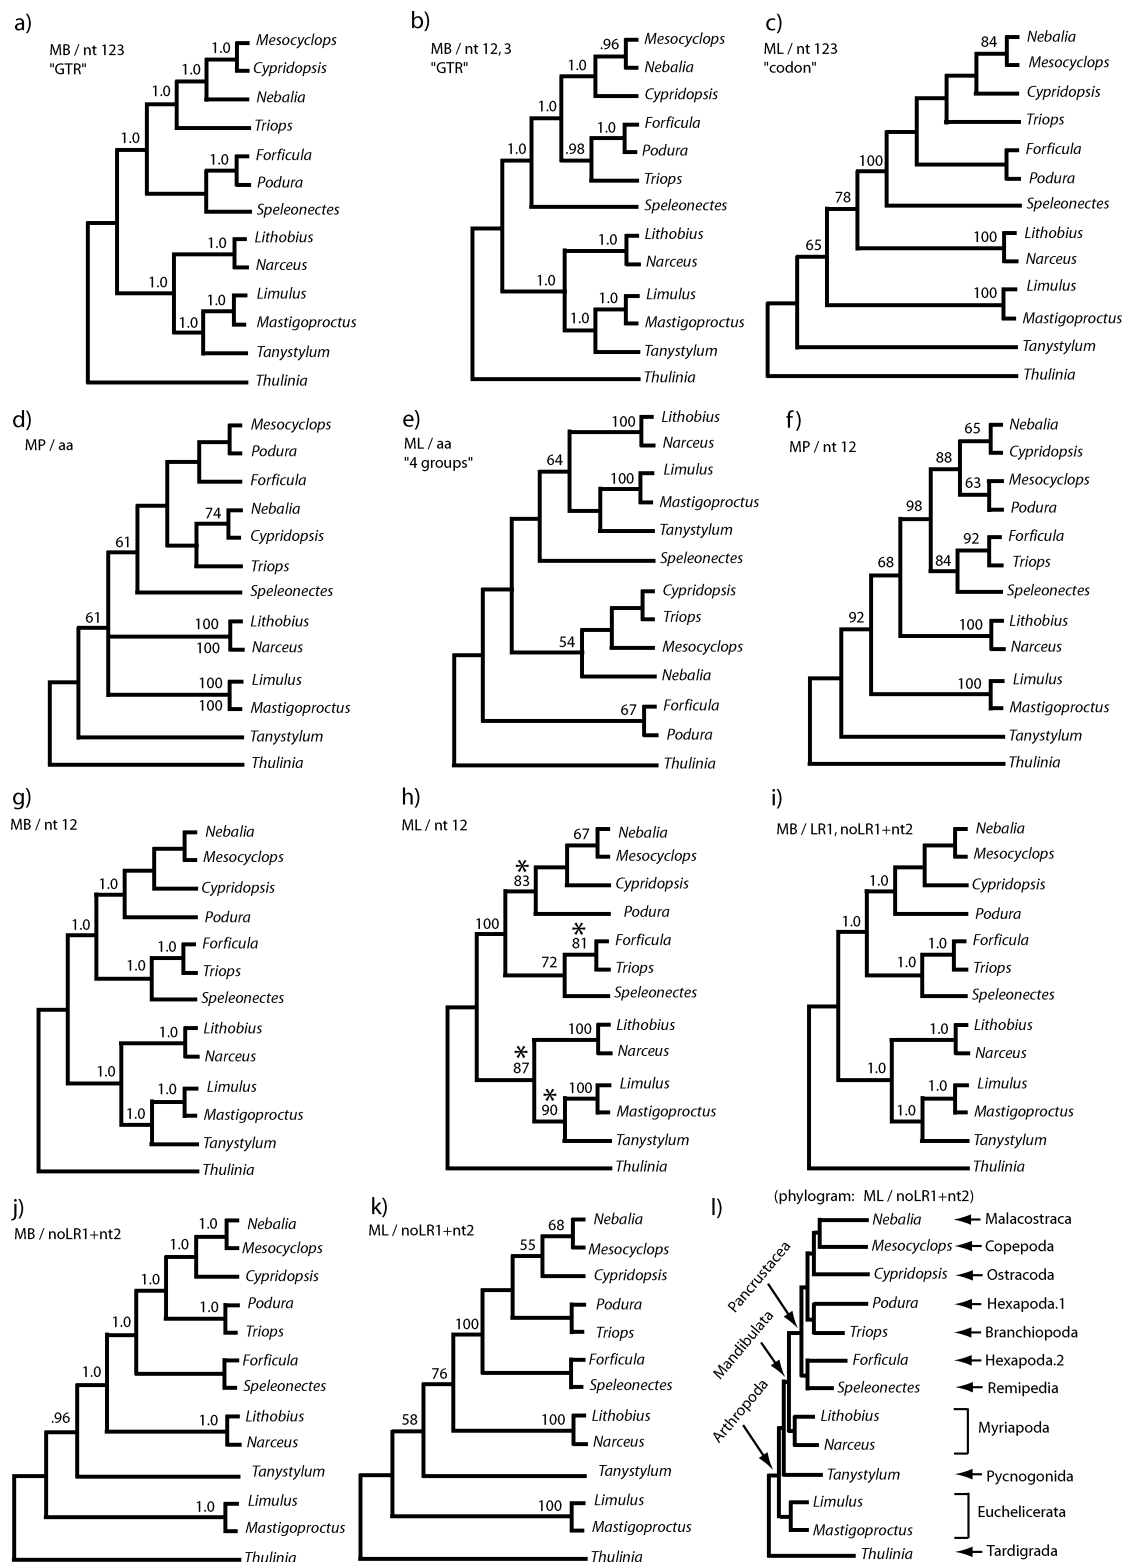 a)
MB / nt 123
"GTR"
1.0
1.0
1.0
1.0
1.0
1.0
1.0
1.0
1.0
Mesocyclops
Cypridopsis
Nebalia
Triops
Forficula
Podura
Speleonectes
Lithobius
Narceus
Limulus
Mastigoproctus
Tanystylum
Thulinia
b)
MB / nt 12, 3
"GTR"
.96
1.0
1.0
1.0
1.0
.98
1.0
1.0
1.0
1.0
Mesocyclops
Nebalia
Cypridopsis
Forficula
Podura
Triops
Speleonectes
Lithobius
Narceus
Limulus
Mastigoproctus
Tanystylum
Thulinia
c)
ML / nt 123
"codon"
84
100
78
65
100
100
Nebalia
Mesocyclops
Cypridopsis
Triops
Forficula
Podura
Speleonectes
Lithobius
Narceus
Limulus
Mastigoproctus
Tanystylum
Thulinia
d)
MP / aa
74
61
61
100
100
100
100
Mesocyclops
Podura
Forficula
Nebalia
Cypridopsis
Triops
Speleonectes
Lithobius
Narceus
Limulus
Mastigoproctus
Tanystylum
Thulinia
e)
ML / aa
"4 groups"
100
64
100
54
67
Lithobius
Narceus
Limulus
Mastigoproctus
Tanystylum
Speleonectes
Cypridopsis
Triops
Mesocyclops
Nebalia
Forficula
Podura
Thulinia
f)
MP / nt 12
65
88
63
98
92
84
68
92
100
100
Nebalia
Cypridopsis
Mesocyclops
Podura
Forficula
Triops
Speleonectes
Lithobius
Narceus
Limulus
Mastigoproctus
Tanystylum
Thulinia
g)
MB / nt 12
1.0
1.0
1.0
1.0
1.0
1.0
1.0
1.0
Nebalia
Mesocyclops
Cypridopsis
Podura
Forficula
Triops
Speleonectes
Lithobius
Narceus
Limulus
Mastigoproctus
Tanystylum
Thulinia
h)
ML / nt 12
67
*
83
100
*
81
72
100
*
87
100
*
90
Nebalia
Mesocyclops
Cypridopsis
Podura
Forficula
Triops
Speleonectes
Lithobius
Narceus
Limulus
Mastigoproctus
Tanystylum
Thulinia
i)
MB / LR1, noLR1+nt2
1.0
1.0
1.0
1.0
1.0
1.0
1.0
1.0
Nebalia
Mesocyclops
Cypridopsis
Podura
Forficula
Triops
Speleonectes
Lithobius
Narceus
Limulus
Mastigoproctus
Tanystylum
Thulinia
j)
MB / noLR1+nt2
1.0
1.0
1.0
1.0
1.0
1.0
.96
1.0
1.0
Nebalia
Mesocyclops
Cypridopsis
Podura
Triops
Forficula
Speleonectes
Lithobius
Narceus
Tanystylum
Limulus
Mastigoproctus
Thulinia
k)
ML / noLR1+nt2
68
55
100
76
58
100
100
Nebalia
Mesocyclops
Cypridopsis
Podura
Triops
Forficula
Speleonectes
Lithobius
Narceus
Tanystylum
Limulus
Mastigoproctus
Thulinia
l)
(phylogram: ML / noLR1+nt2)
Pancrustacea
Mandibulata
Arthropoda
Nebalia Malacostraca
Mesocyclops Copepoda
Cypridopsis Ostracoda
Podura Hexapoda.1
Triops Branchiopoda
Forficula Hexapoda.2
Speleonectes Remipedia
Lithobius
Myriapoda
Narceus
Tanystylum Pycnogonida
Limulus
Euchelicerata
Mastigoproctus
Thulinia Tardigrada